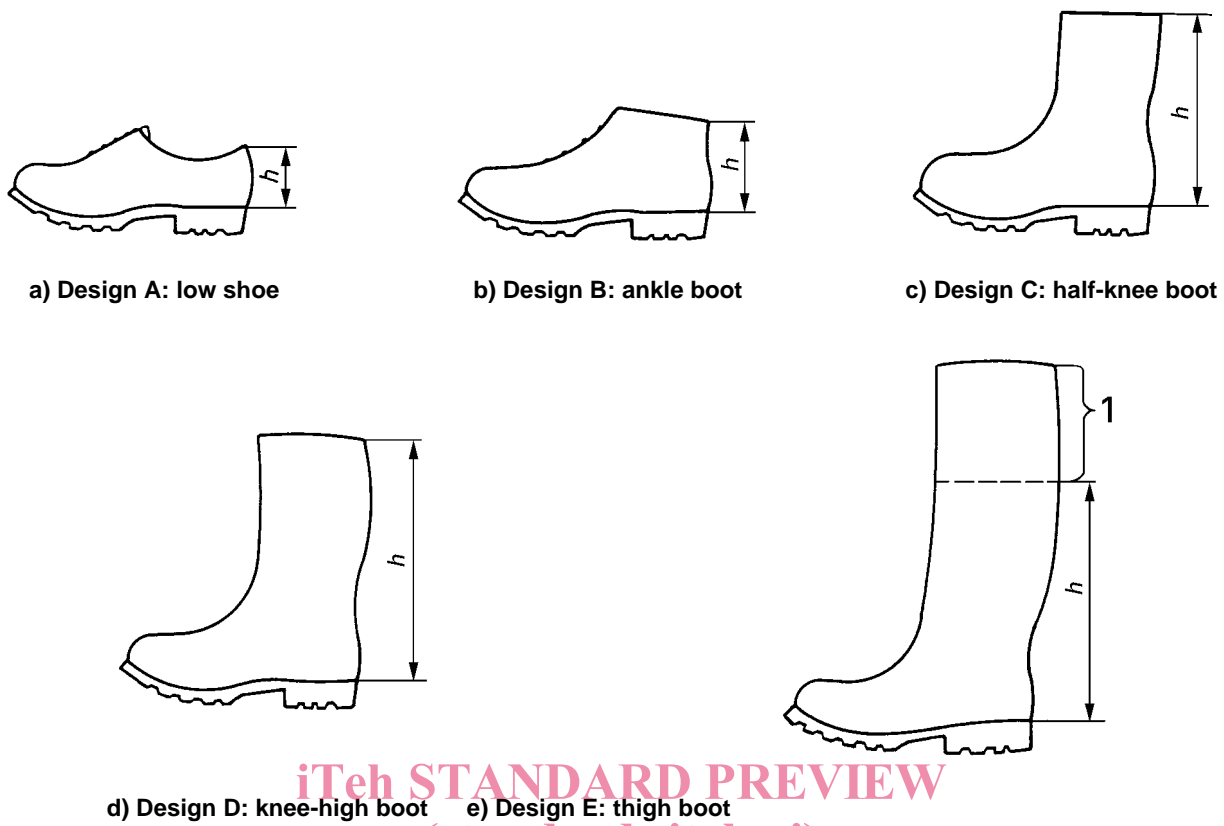 h
h
h
a) Design A: low shoe
b) Design B: ankle boot
c) Design C: half-knee boot
1
h
h
iTeh STANDARD PREVIEW
d) Design D: knee-high boot
e) Design E: thigh boot